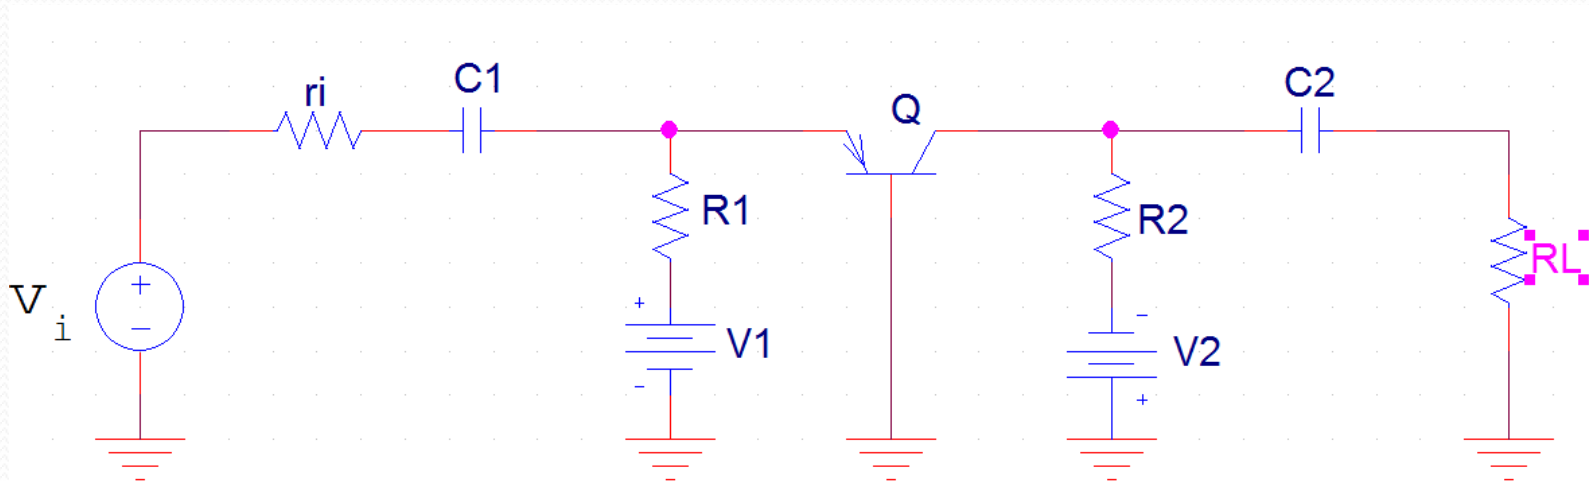 ri
C1
Q
C2
R1
R2
RL
V
i
+
−
+
V1
−
-
V2
+